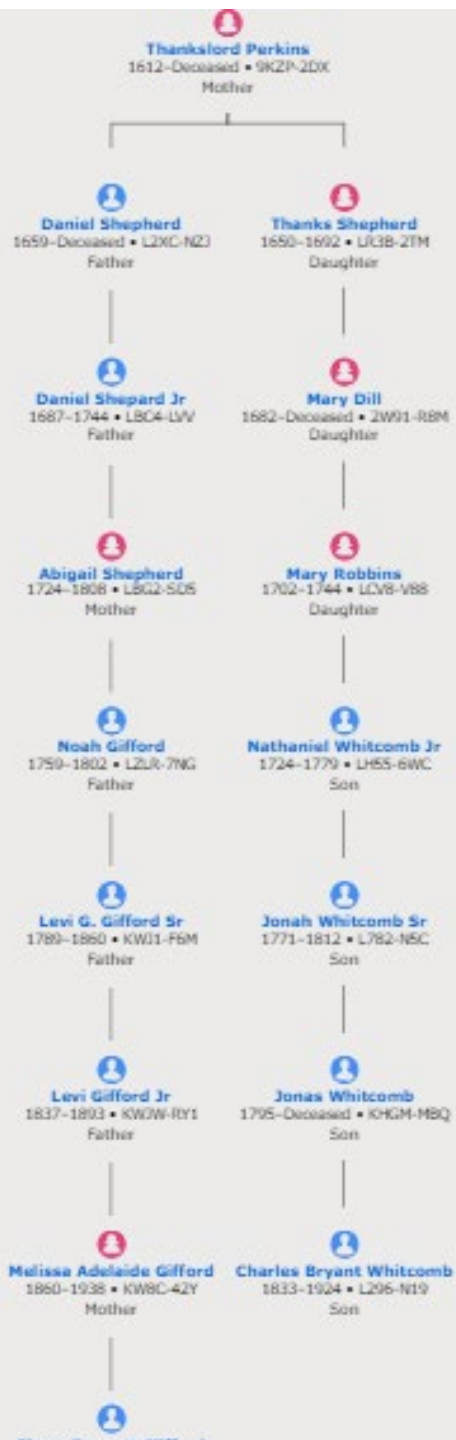 Thankslord Perkins
1612–Deceased • 9KZP-2DX
Mother
Daniel Shepherd
1659–Deceased • L2XC-NZJ
Father
Thanks Shepherd
1650–1692 • LR3B-2TM
Daughter
Daniel Shepard Jr
1687–1744 • LBC4-LVV
Father
Mary Dill
1682–Deceased • 2W91-R8M
Daughter
Abigail Shepherd
1724–1808 • LBG2-SD5
Mother
Mary Robbins
1702–1744 • LCV8-V88
Daughter
Noah Gifford
1759–1802 • LZLR-7NG
Father
Nathaniel Whitcomb Jr
1724–1779 • LH55-6WC
Son
Levi G. Gifford Sr
1789–1860 • KWJ1-F6M
Father
Jonah Whitcomb Sr
1771–1812 • L782-N5C
Son
Levi Gifford Jr
1837–1893 • KWJW-RY1
Father
Jonas Whitcomb
1795–Deceased • KHGM-MBQ
Son
Melissa Adelaide Gifford
1860–1938 • KW8C-42Y
Mother
Charles Bryant Whitcomb
1833–1924 • L296-N19
Son